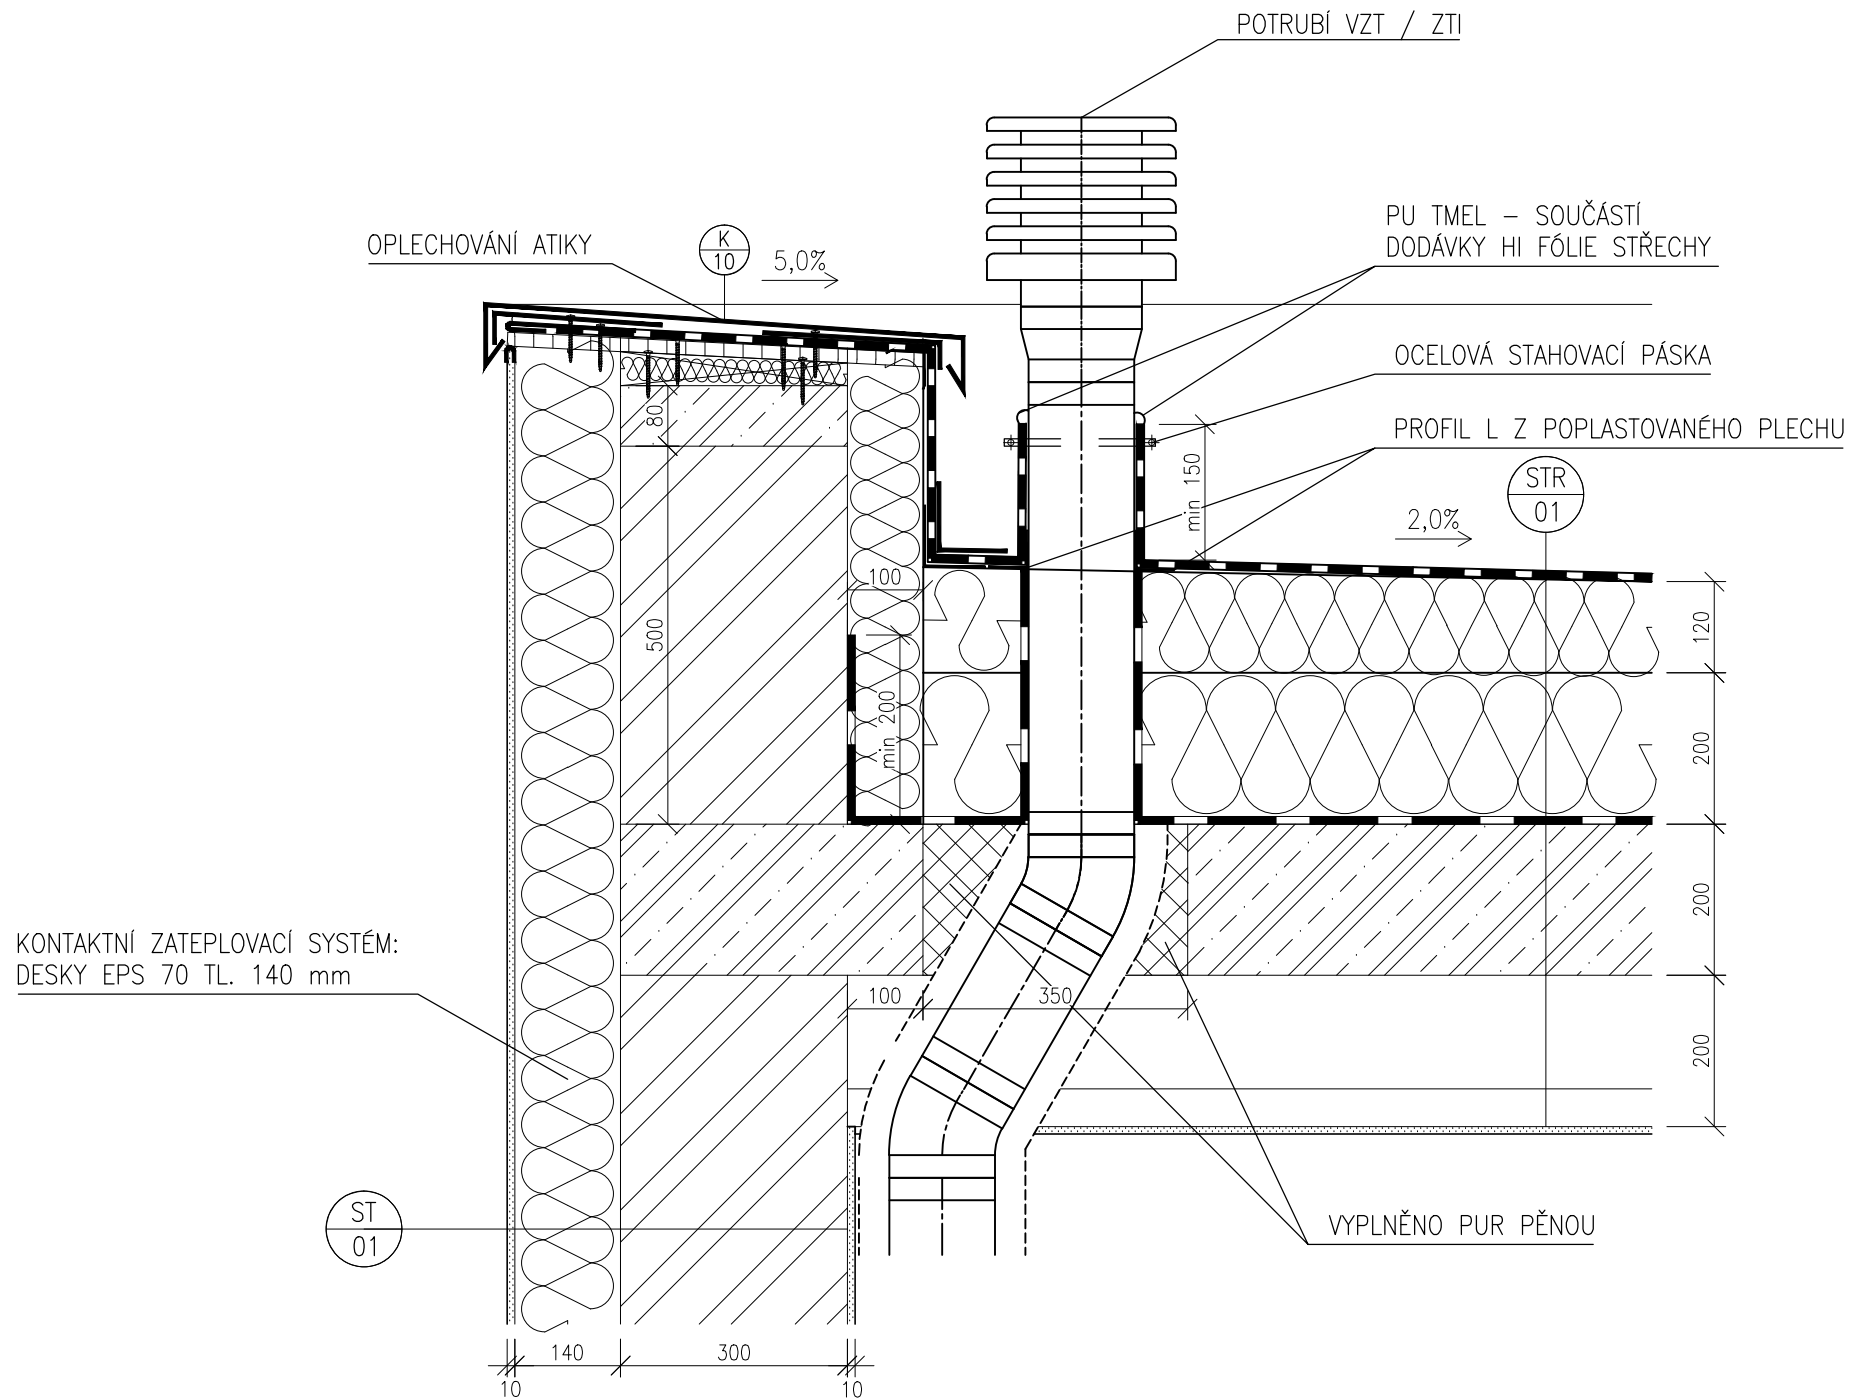 POTRUBÍ VZT / ZTI
PU TMEL – SOUČÁSTÍ
DODÁVKY HI FÓLIE STŘECHY
OPLECHOVÁNÍ ATIKY
K
10
5,0%
OCELOVÁ STAHOVACÍ PÁSKA
PROFIL L Z POPLASTOVANÉHO PLECHU
STR
01
2,0%
80
min 150
100
500
min 200
120
200
200
200
KONTAKTNÍ ZATEPLOVACÍ SYSTÉM:
DESKY EPS 70 TL. 140 mm
100
350
ST
01
VYPLNĚNO PUR PĚNOU
140
300
10
10